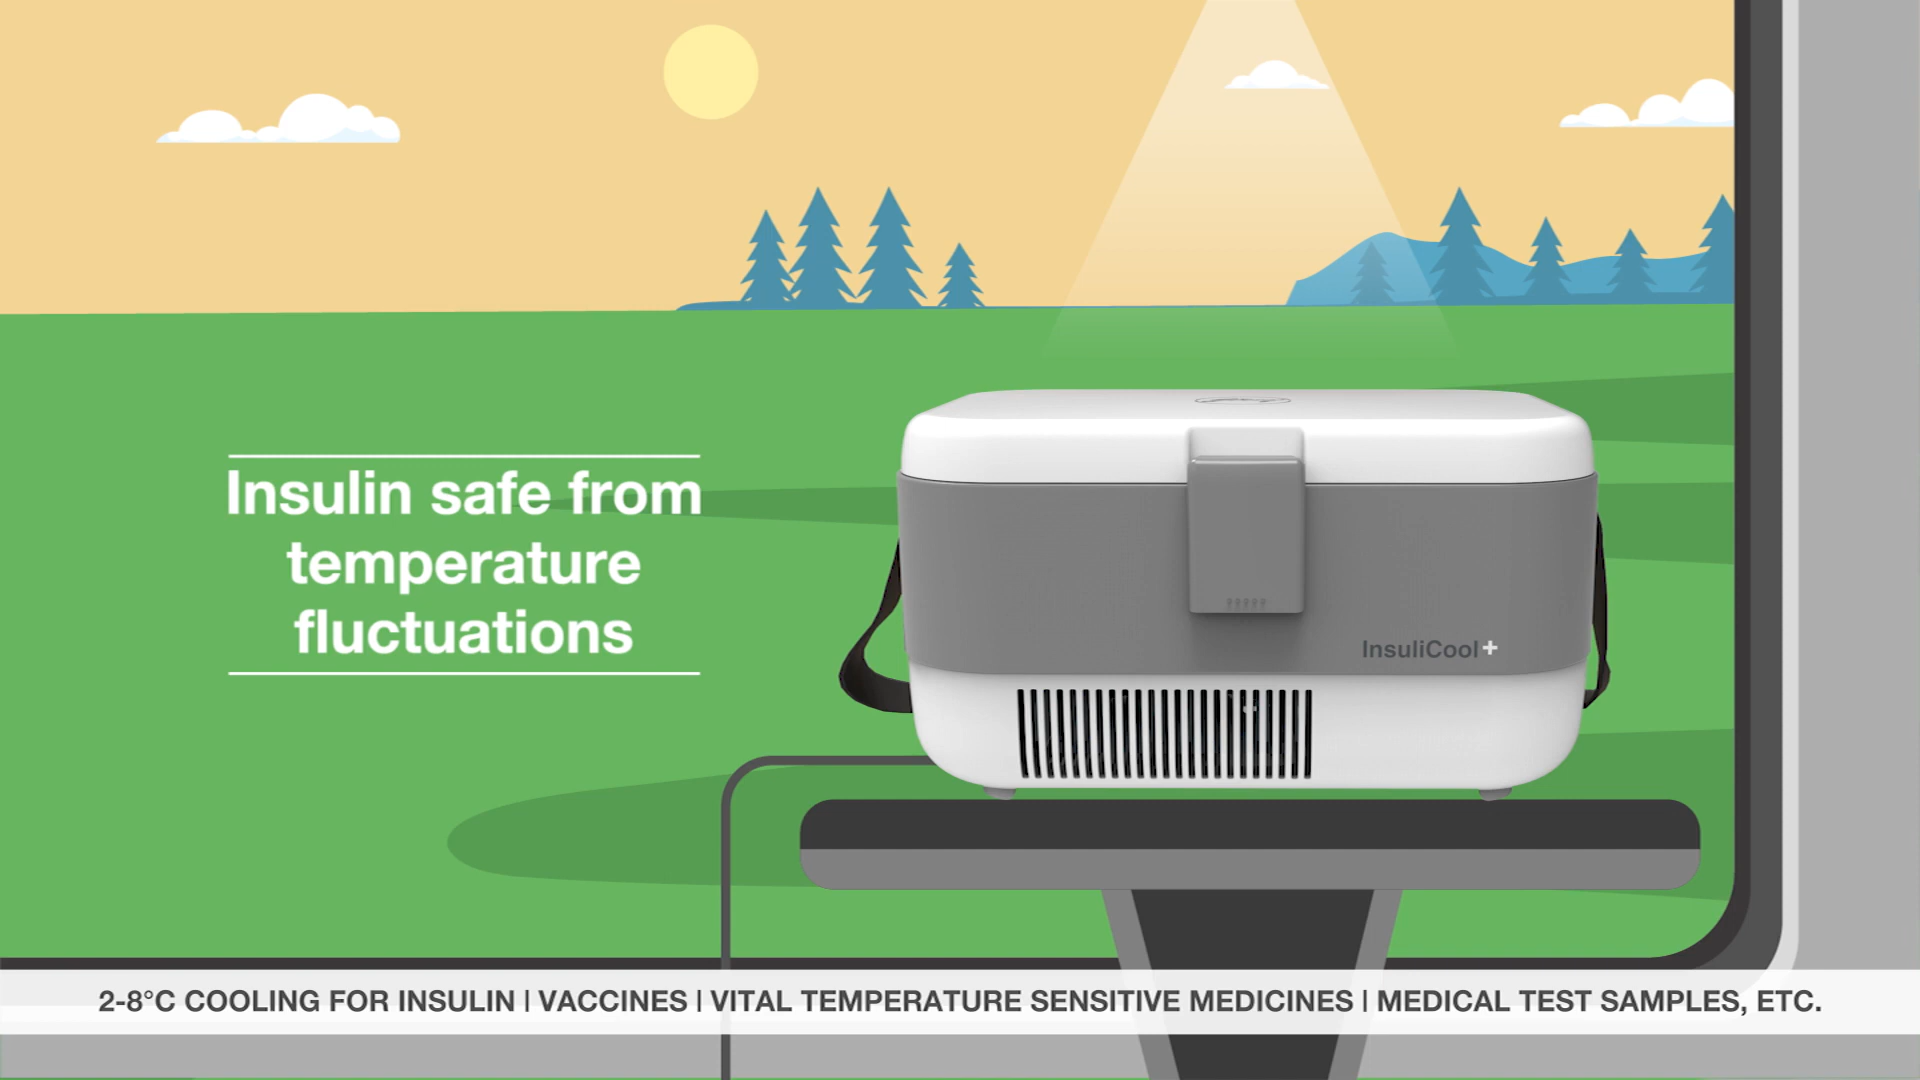 Insulin safe from
temperature
fluctuations
InsuliCool+
2-8°C COOLING FOR INSULIN | VACCINES | VITAL TEMPERATURE SENSITIVE MEDICINES | MEDICAL TEST SAMPLES, ETC.